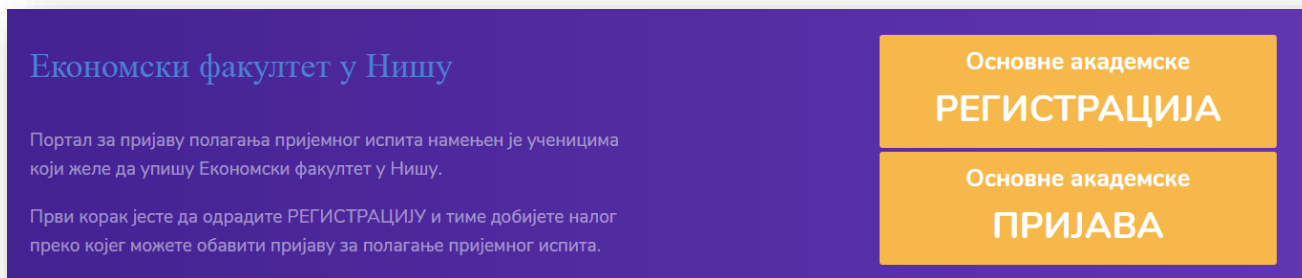 Економски факултет у Нишу
Портал за пријаву полагања пријемног испита намењен је ученицима
који желе да упишу Економски факултет у Нишу.
Први корак јесте да одрадите РЕГИСТРАЦИЈУ и тиме добијете налог
преко којег можете обавити пријаву за полагање пријемног испита.
Основне академске
РЕГИСТРАЦИЈА
Основне академске
ПРИЈАВА